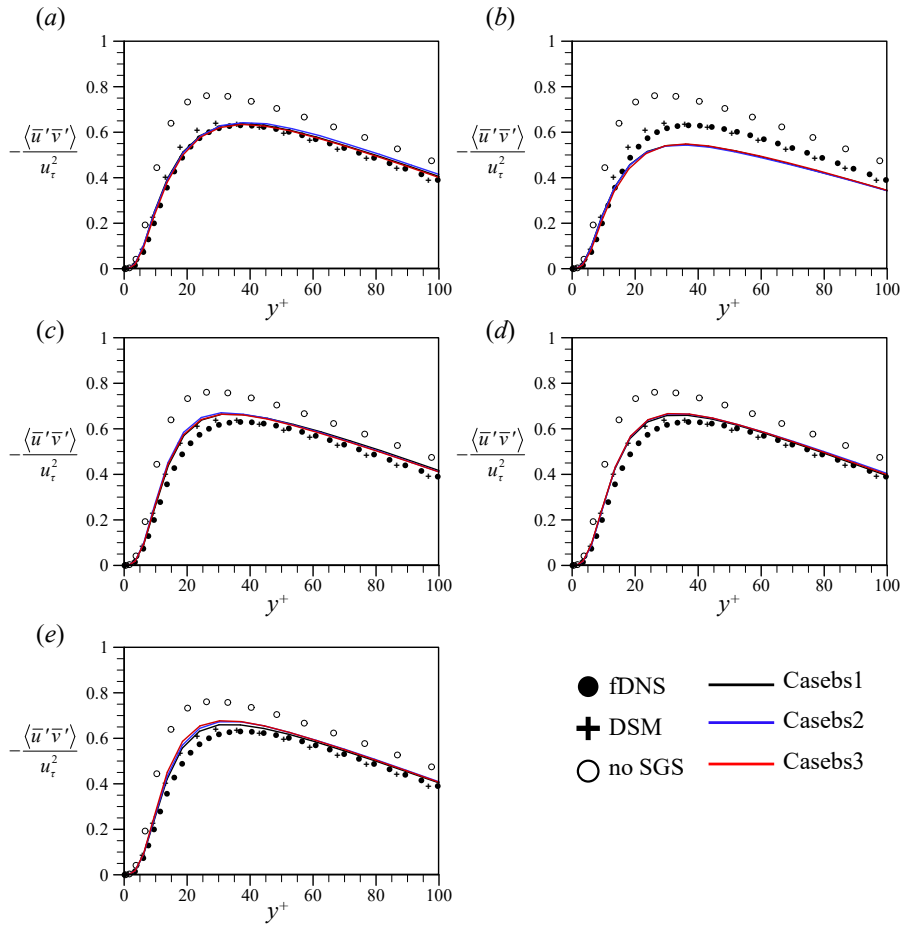 (a)
1
0.8
0.6
0.4
0.2
0
−⟨u̅′v̅′⟩/u_τ²
0 20 40 60 80 100
y⁺
(b)
1
0.8
0.6
0.4
0.2
0
−⟨u̅′v̅′⟩/u_τ²
0 20 40 60 80 100
y⁺
(c)
1
0.8
0.6
0.4
0.2
0
−⟨u̅′v̅′⟩/u_τ²
0 20 40 60 80 100
y⁺
(d)
1
0.8
0.6
0.4
0.2
0
−⟨u̅′v̅′⟩/u_τ²
0 20 40 60 80 100
y⁺
(e)
1
0.8
0.6
0.4
0.2
0
−⟨u̅′v̅′⟩/u_τ²
0 20 40 60 80 100
y⁺
fDNS
DSM
no SGS
Casebs1
Casebs2
Casebs3